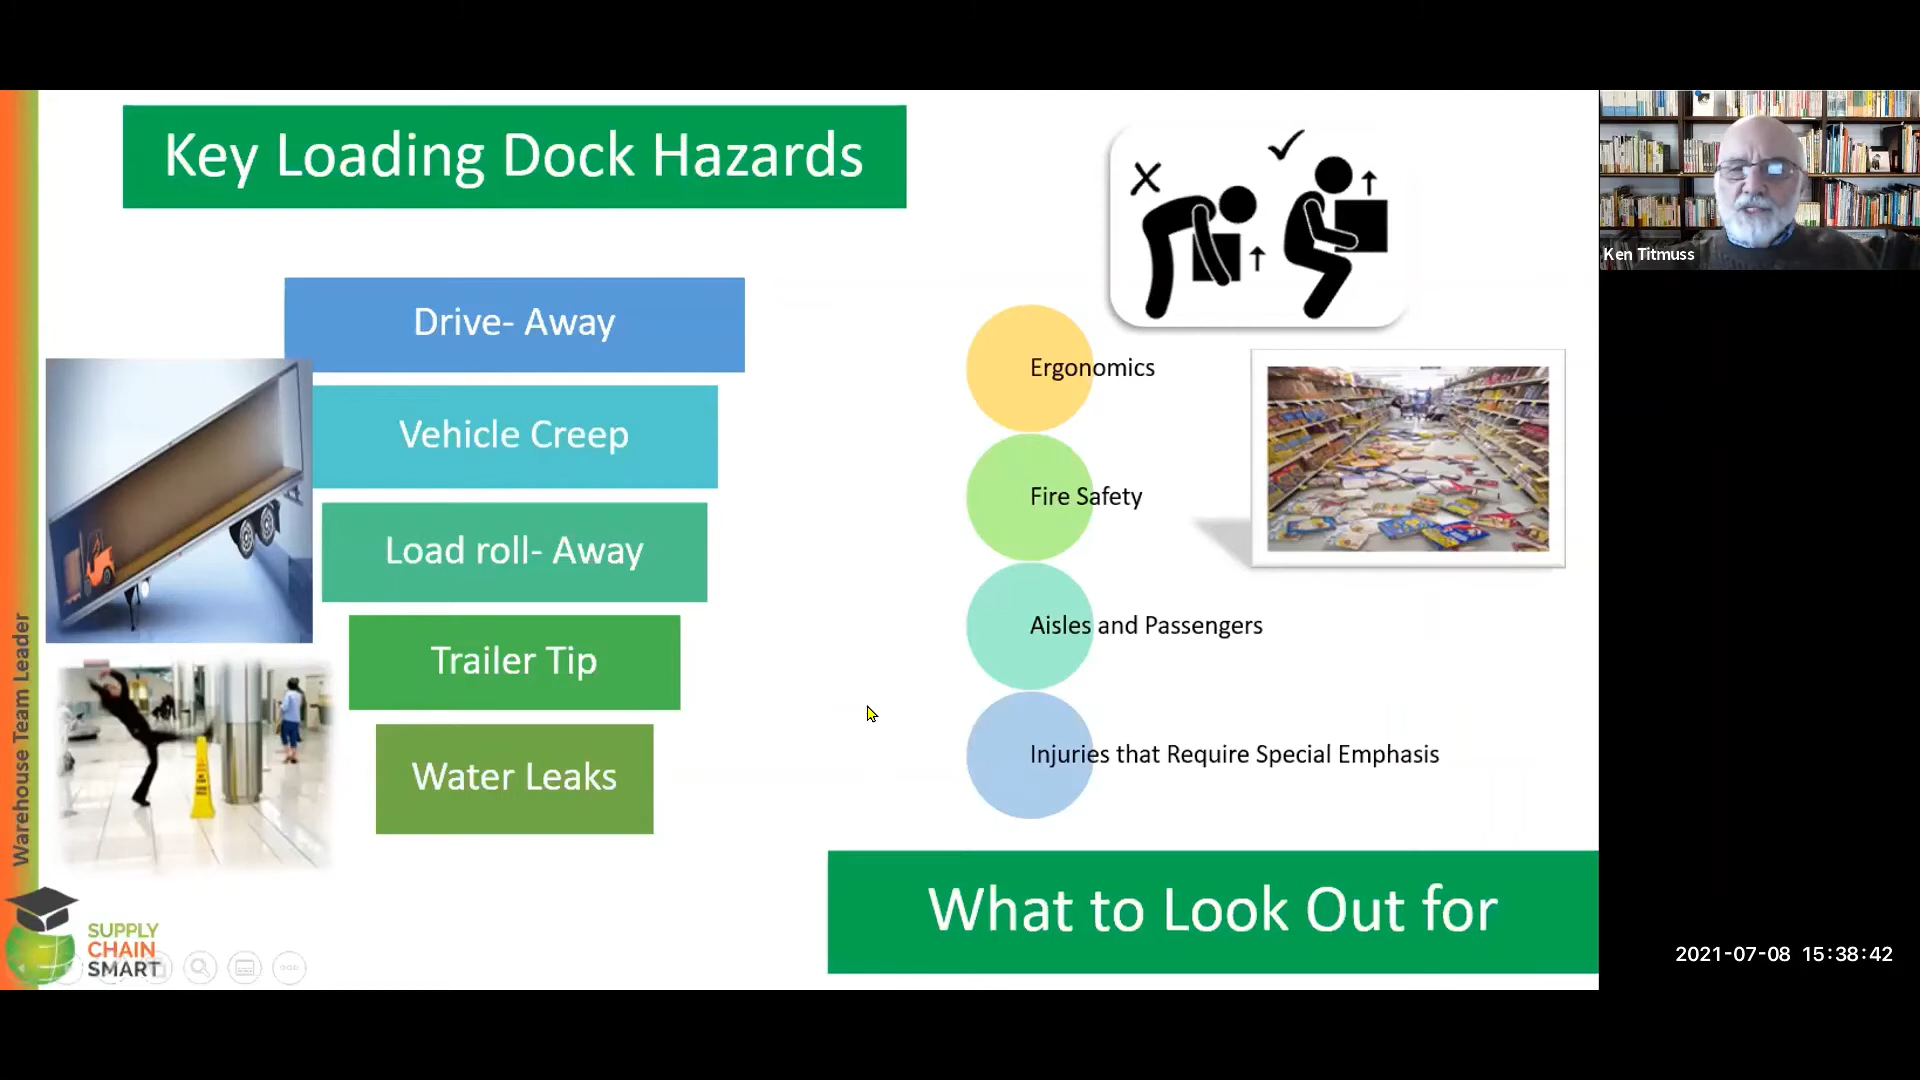 Key Loading Dock Hazards
Drive- Away
Vehicle Creep
Load roll- Away
Trailer Tip
Water Leaks
Ergonomics
Fire Safety
Aisles and Passengers
Injuries that Require Special Emphasis
What to Look Out for
Warehouse Team Leader
SUPPLY
CHAIN
SMART
Ken Titmuss
2021-07-08 15:38:42